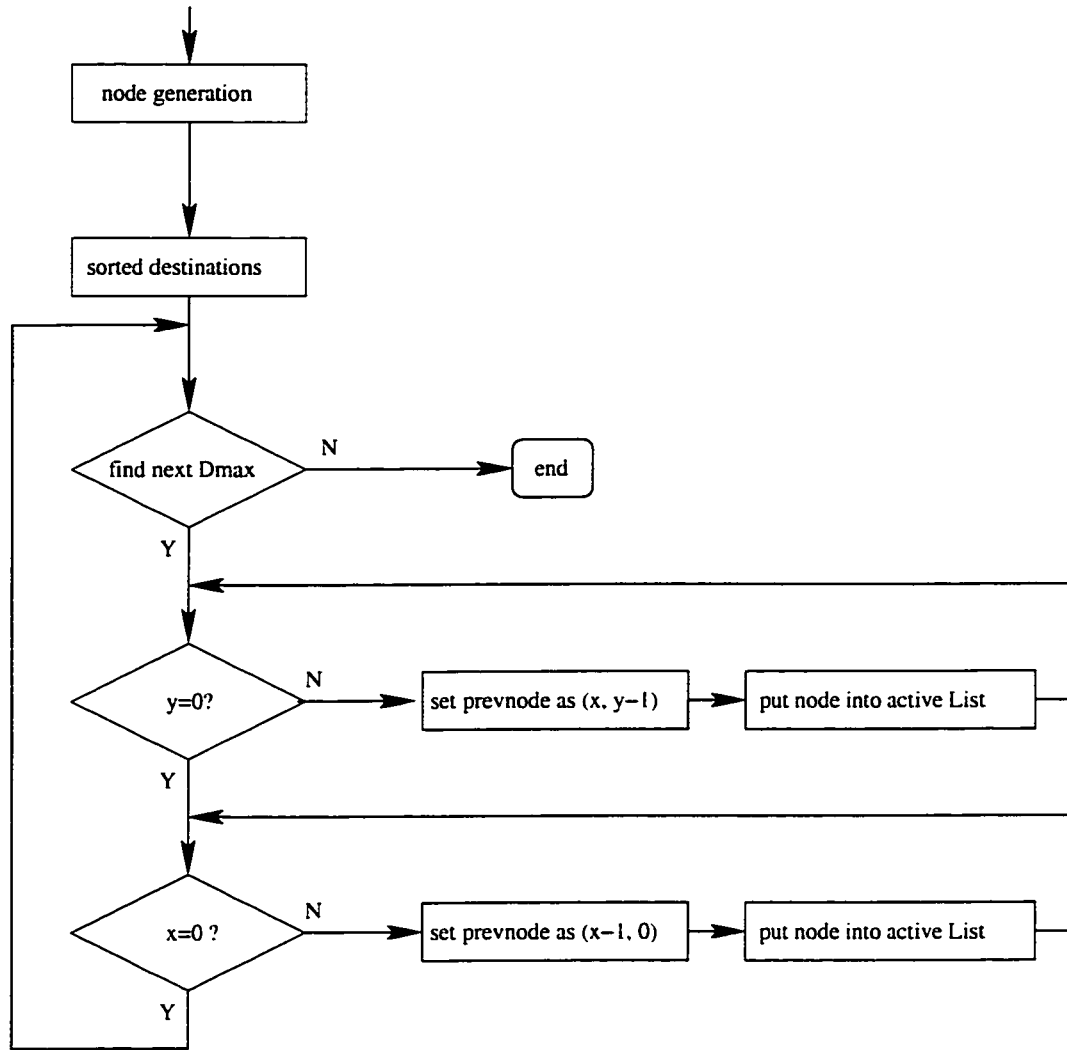 node generation
sorted destinations
find next Dmax
N
end
Y
y=0?
N
set prevnode as (x, y−1)
put node into active List
Y
x=0 ?
N
set prevnode as (x−1, 0)
put node into active List
Y